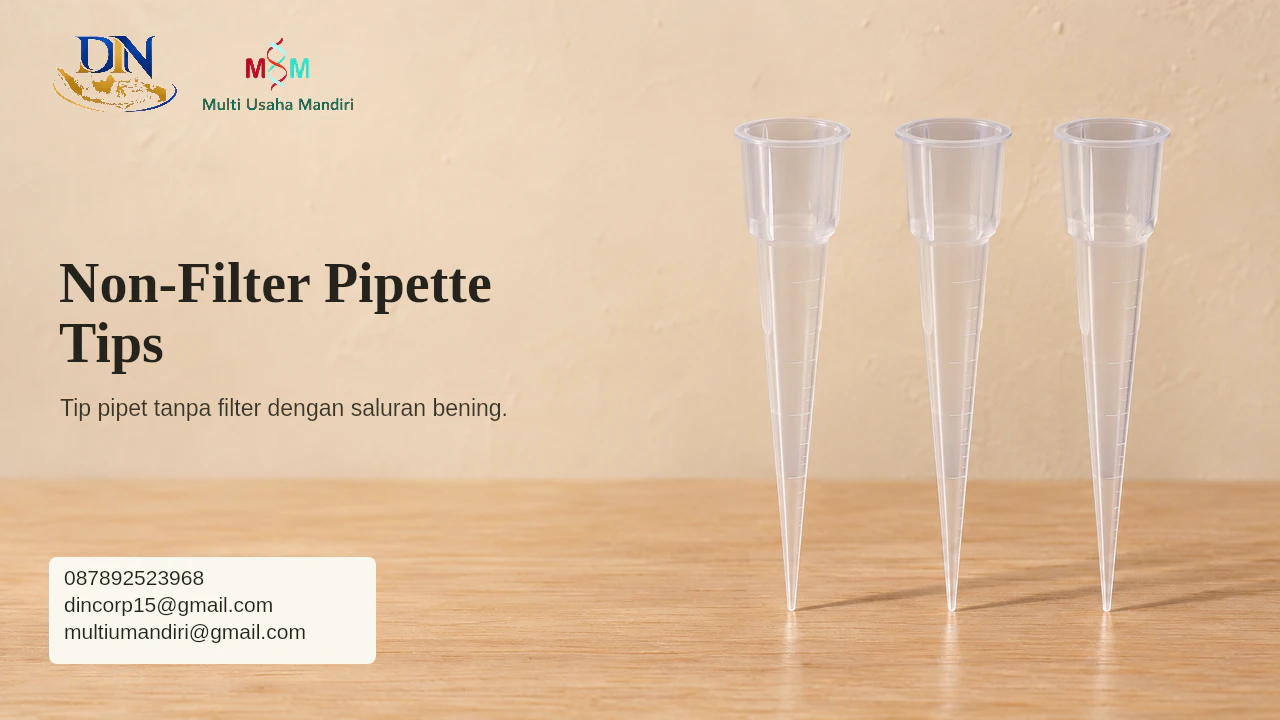 DIN
MSM
Multi Usaha Mandiri
Non-Filter Pipette
Tips
Tip pipet tanpa filter dengan saluran bening.
087892523968
dincorp15@gmail.com
multiumandiri@gmail.com